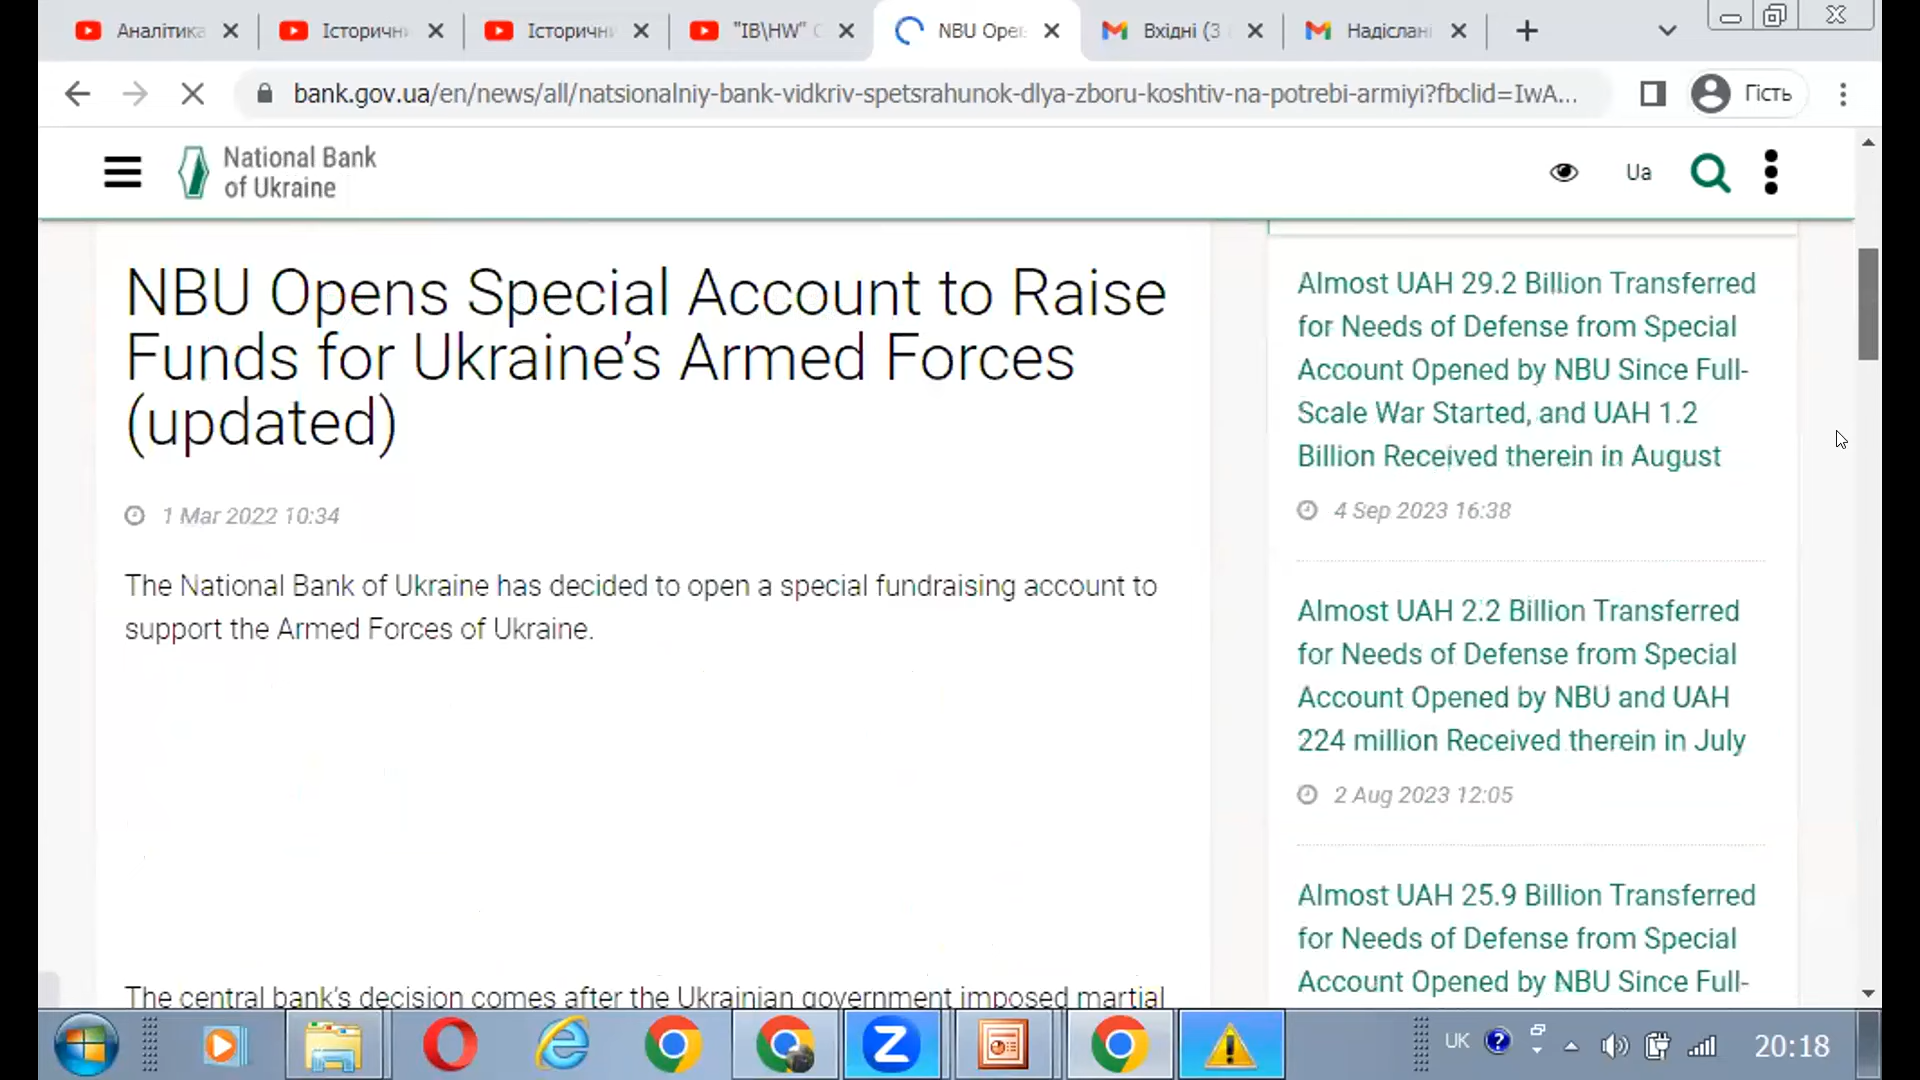 Аналітика
Історичн
Історичн
"ІВ\HW" С
NBU Oper
Вхідні (3
Надіслані
bank.gov.ua/en/news/all/natsionalniy-bank-vidkriv-spetsrahunok-dlya-zboru-koshtiv-na-potrebi-armiyi?fbclid=IwA...
Гість
National Bank
of Ukraine
Ua
NBU Opens Special Account to Raise
Funds for Ukraine’s Armed Forces
(updated)
1 Mar 2022 10:34
The National Bank of Ukraine has decided to open a special fundraising account to
support the Armed Forces of Ukraine.
The central bank’s decision comes after the Ukrainian government imposed martial
Almost UAH 29.2 Billion Transferred
for Needs of Defense from Special
Account Opened by NBU Since Full-
Scale War Started, and UAH 1.2
Billion Received therein in August
4 Sep 2023 16:38
Almost UAH 2.2 Billion Transferred
for Needs of Defense from Special
Account Opened by NBU and UAH
224 million Received therein in July
2 Aug 2023 12:05
Almost UAH 25.9 Billion Transferred
for Needs of Defense from Special
Account Opened by NBU Since Full-
UK
20:18